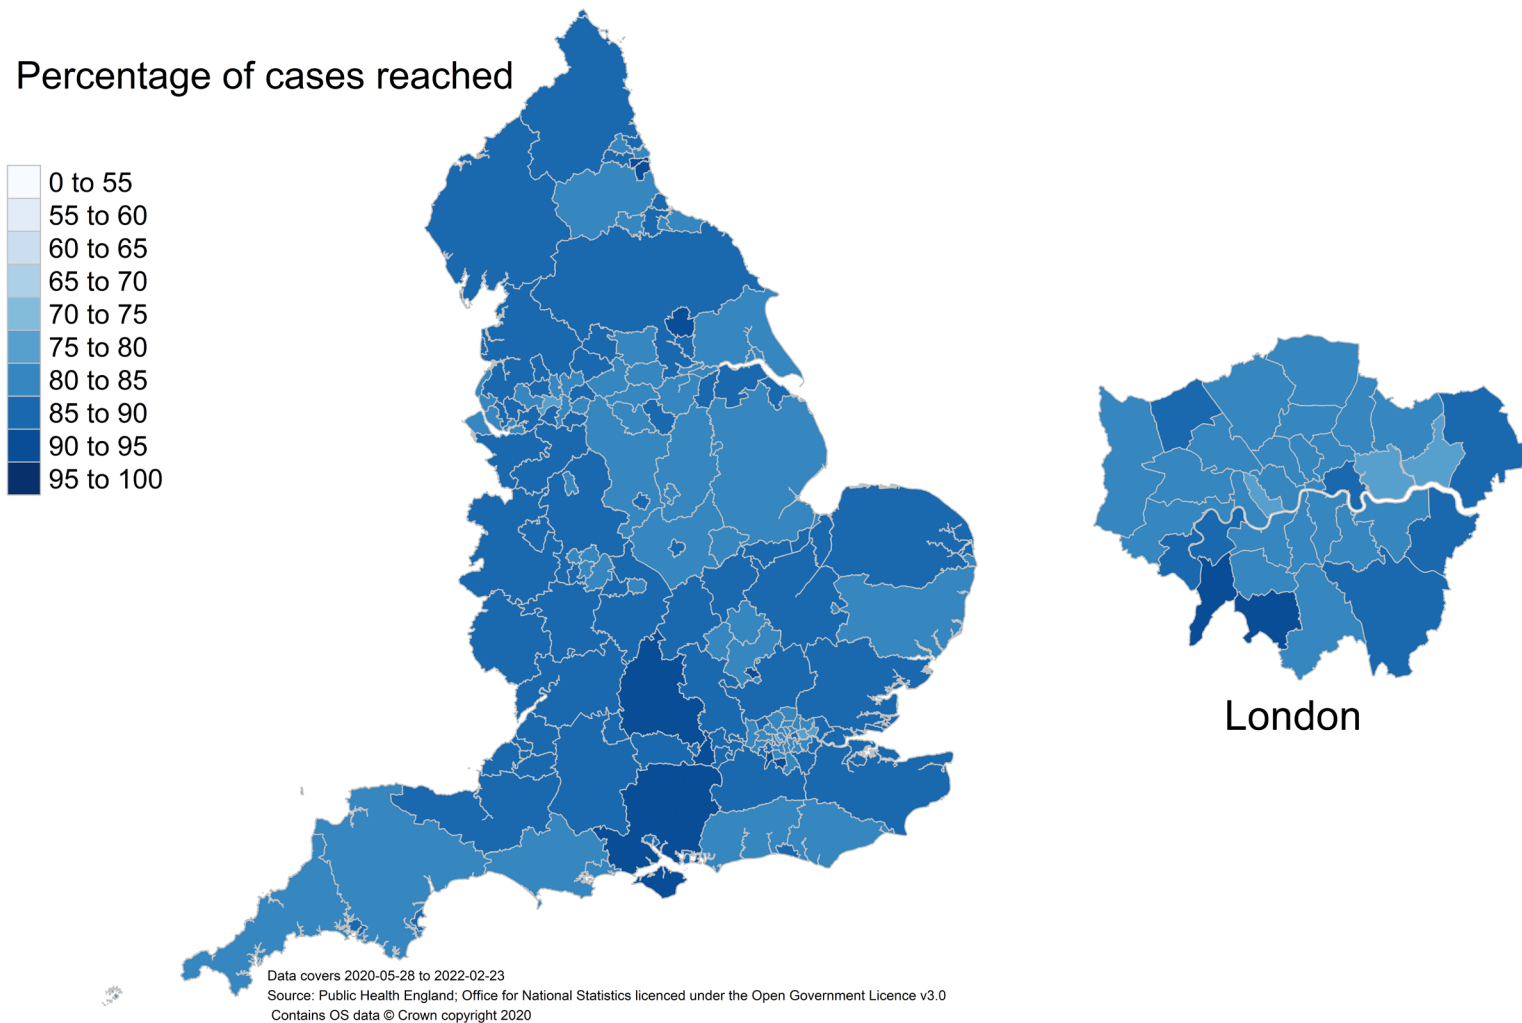 Percentage of cases reached
0 to 55
55 to 60
60 to 65
65 to 70
70 to 75
75 to 80
80 to 85
85 to 90
90 to 95
95 to 100
London
Data covers 2020-05-28 to 2022-02-23
Source: Public Health England; Office for National Statistics licenced under the Open Government Licence v3.0
Contains OS data © Crown copyright 2020